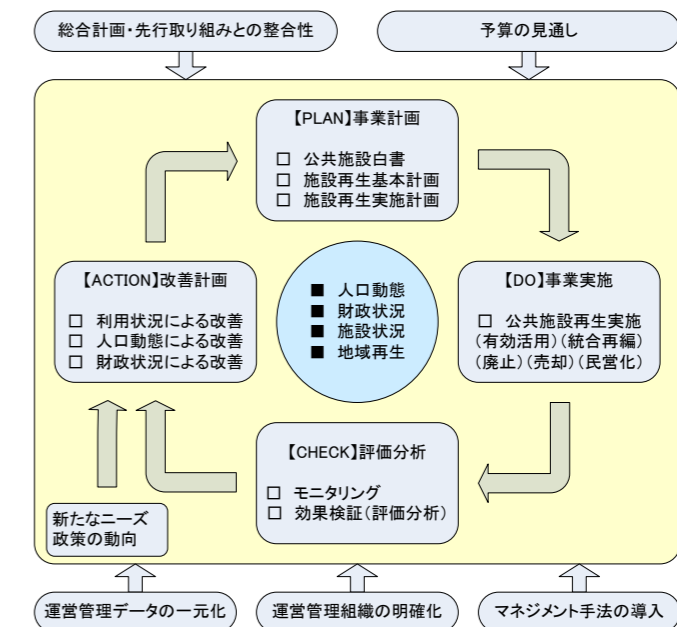 総合計画・先行取り組みとの整合性
予算の見通し
【PLAN】事業計画
□ 公共施設白書
□ 施設再生基本計画
□ 施設再生実施計画
【ACTION】改善計画
□ 利用状況による改善
□ 人口動態による改善
□ 財政状況による改善
■ 人口動態
■ 財政状況
■ 施設状況
■ 地域再生
【DO】事業実施
□ 公共施設再生実施
(有効活用)(統合再編)
(廃止)(売却)(民営化)
【CHECK】評価分析
□ モニタリング
□ 効果検証(評価分析)
新たなニーズ
政策の動向
運営管理データの一元化
運営管理組織の明確化
マネジメント手法の導入